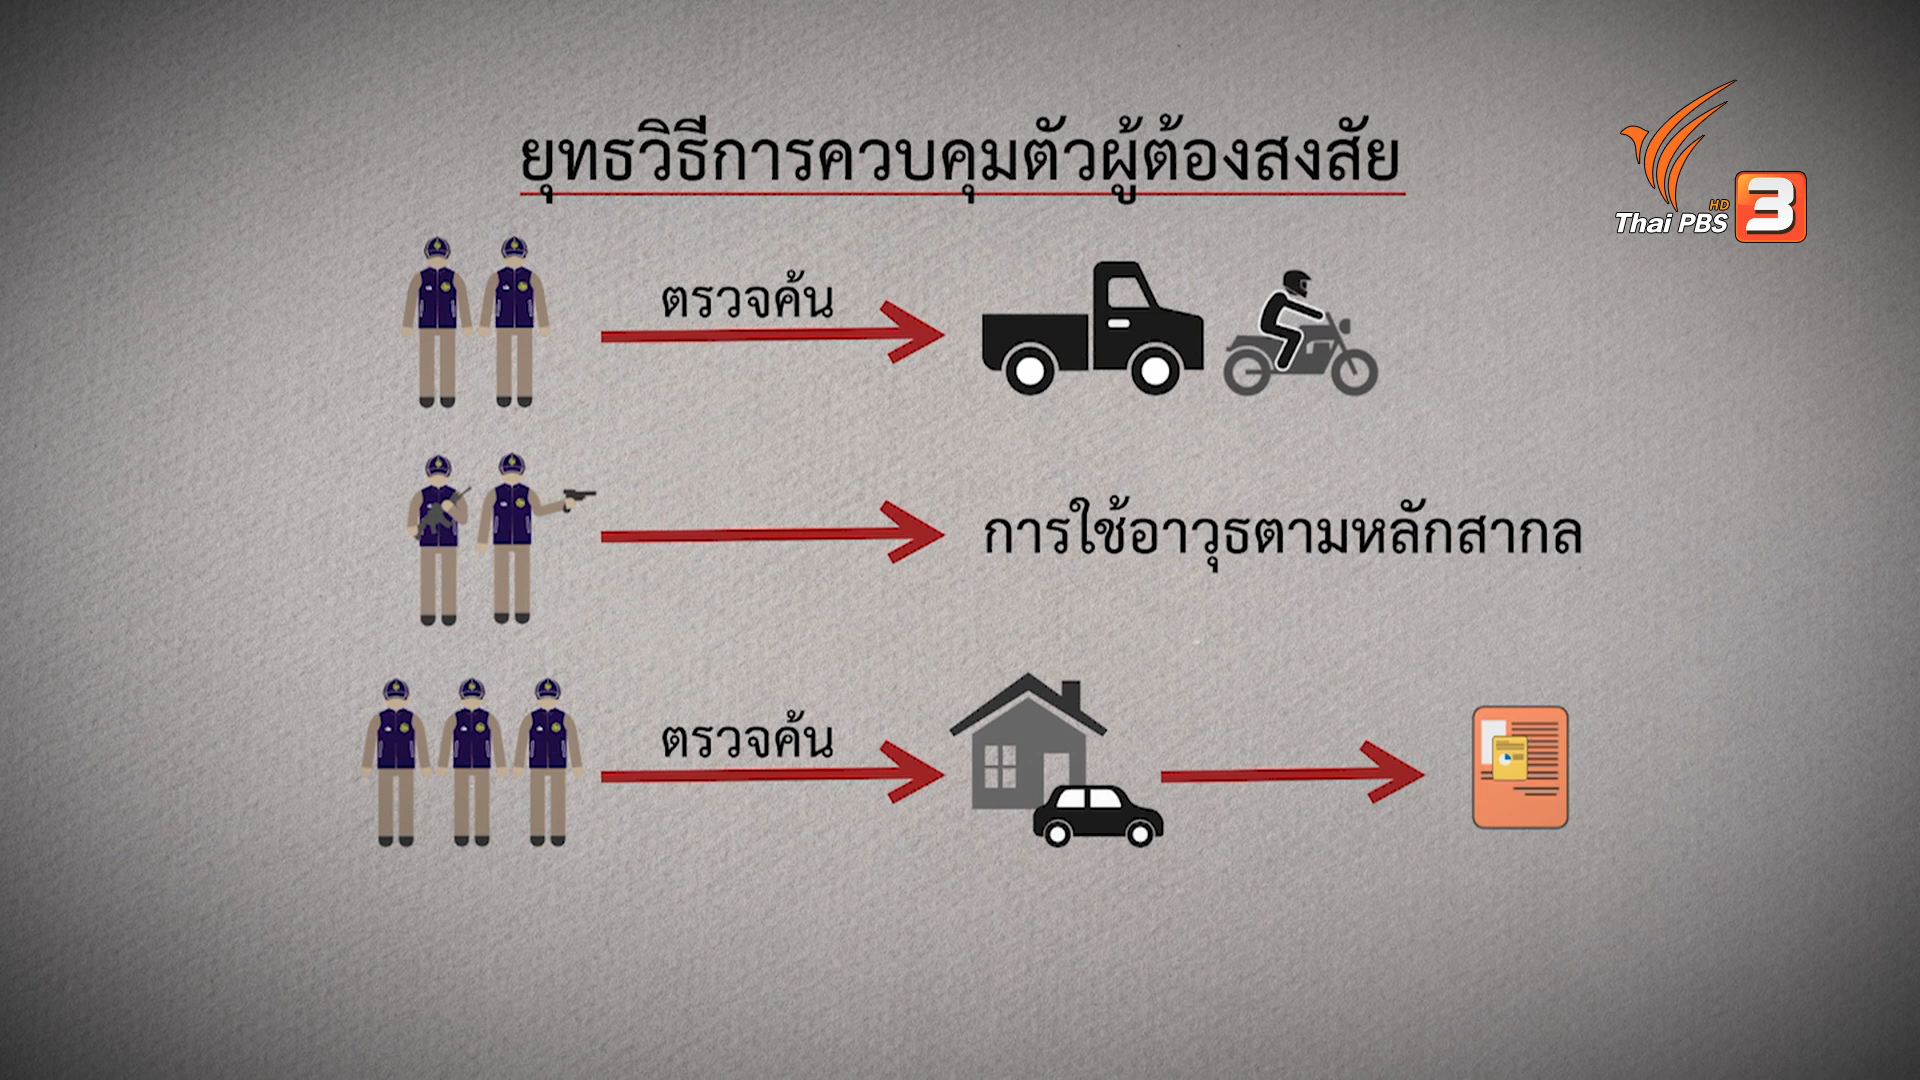 ยุทธวิธีการควบคุมตัวผู้ต้องสงสัย
HD
Thai PBS 3
ตรวจค้น
การใช้อาวุธตามหลักสากล
ตรวจค้น